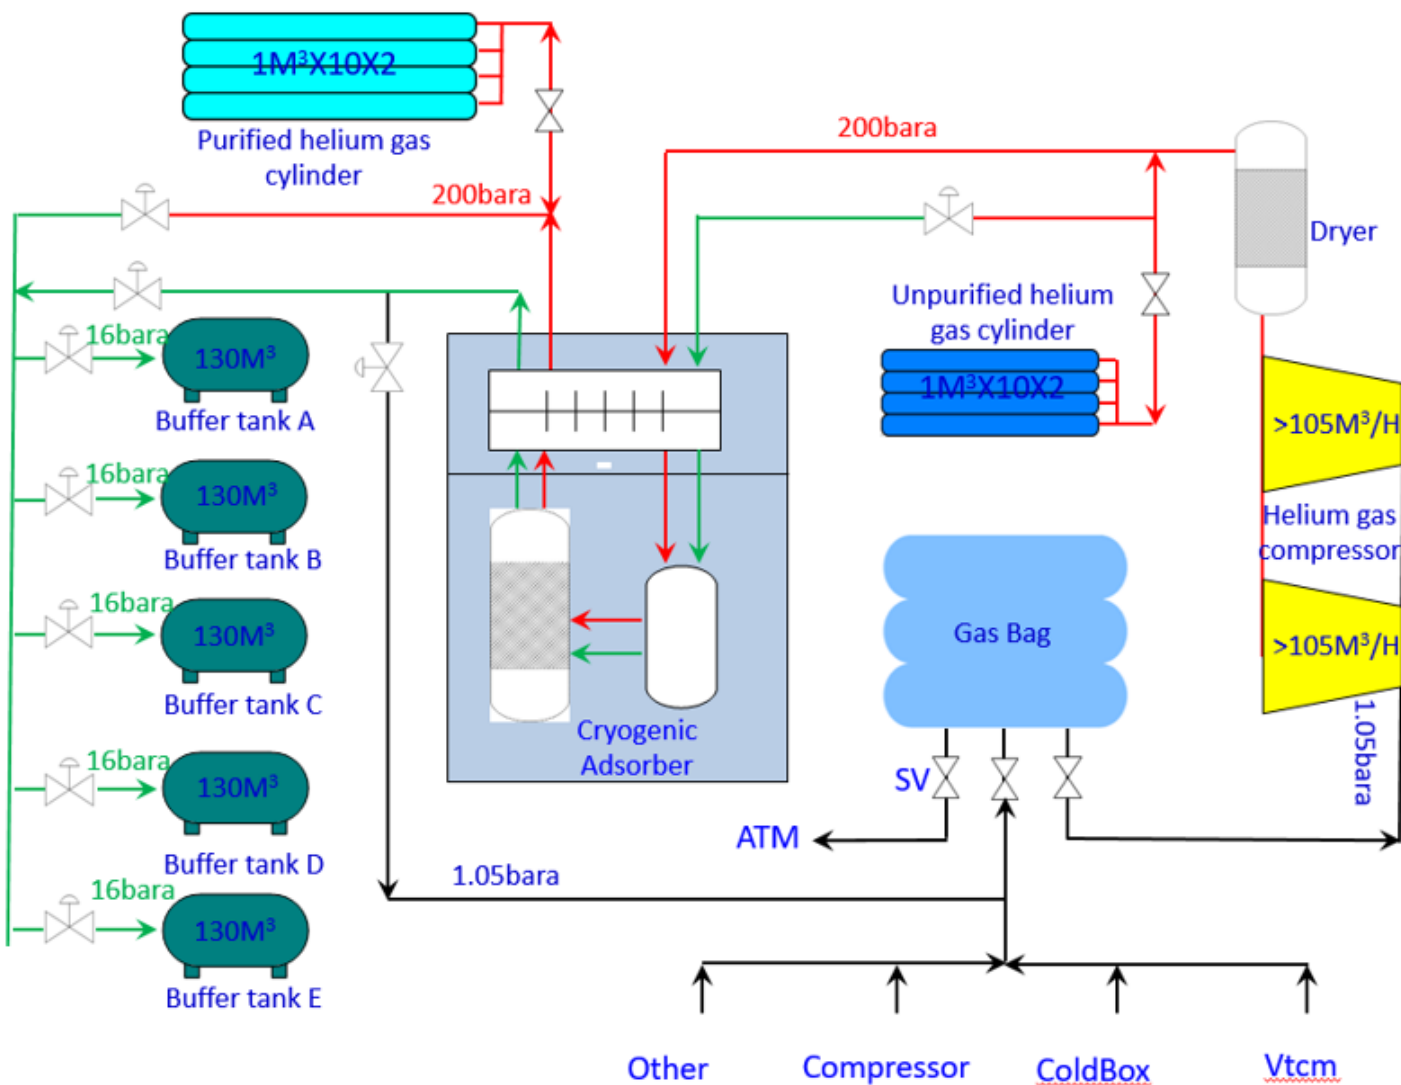 1M³X10X2
Purified helium gas
cylinder
200bara
200bara
Dryer
Unpurified helium
gas cylinder
1M³X10X2
16bara
130M³
Buffer tank A
>105M³/H
16bara
130M³
Buffer tank B
Helium gas
compressor
16bara
130M³
Buffer tank C
Gas Bag
>105M³/H
1.05bara
Cryogenic
Adsorber
16bara
130M³
Buffer tank D
SV
ATM
1.05bara
16bara
130M³
Buffer tank E
Other
Compressor
ColdBox
Vtcm